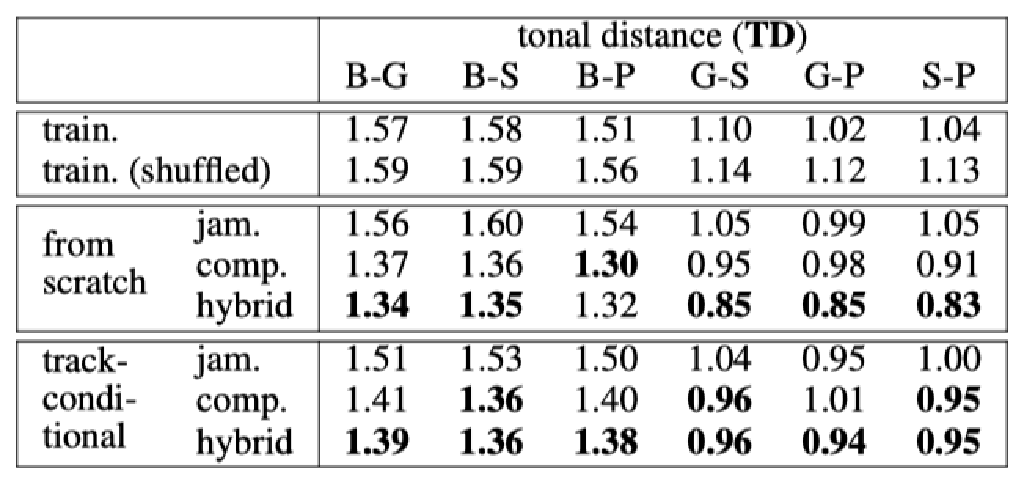 tonal distance (TD)
B-G B-S B-P G-S G-P S-P
train. 1.57 1.58 1.51 1.10 1.02 1.04
train. (shuffled) 1.59 1.59 1.56 1.14 1.12 1.13
from scratch jam. 1.56 1.60 1.54 1.05 0.99 1.05
comp. 1.37 1.36 1.30 0.95 0.98 0.91
hybrid 1.34 1.35 1.32 0.85 0.85 0.83
track- jam. 1.51 1.53 1.50 1.04 0.95 1.00
condi- comp. 1.41 1.36 1.40 0.96 1.01 0.95
tional hybrid 1.39 1.36 1.38 0.96 0.94 0.95